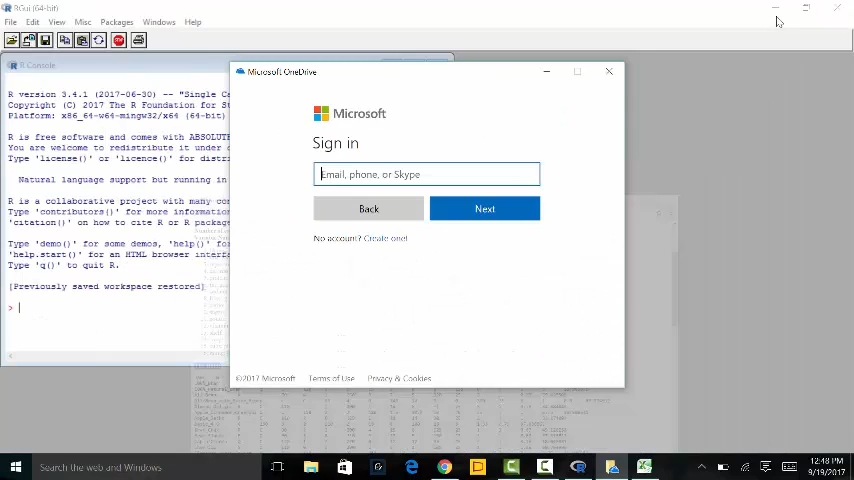 RGui (64-bit)
File Edit View Misc Packages Windows Help
R Console
R version 3.4.1 (2017-06-30) -- "Single Ca
Copyright (C) 2017 The R Foundation for St
Platform: x86_64-w64-mingw32/x64 (64-bit)
R is free software and comes with ABSOLUTE
You are welcome to redistribute it under c
Type 'license()' or 'licence()' for distri
Natural language support but running in
R is a collaborative project with many con
Type 'contributors()' for more information
'citation()' on how to cite R or R package
Type 'demo()' for some demos, 'help()' for
'help.start()' for an HTML browser interfa
Type 'q()' to quit R.
[Previously saved workspace restored]
>
Microsoft OneDrive
Microsoft
Sign in
Email, phone, or Skype
Back Next
No account? Create one!
©2017 Microsoft Terms of Use Privacy & Cookies
Search the web and Windows
12:48 PM
9/19/2017